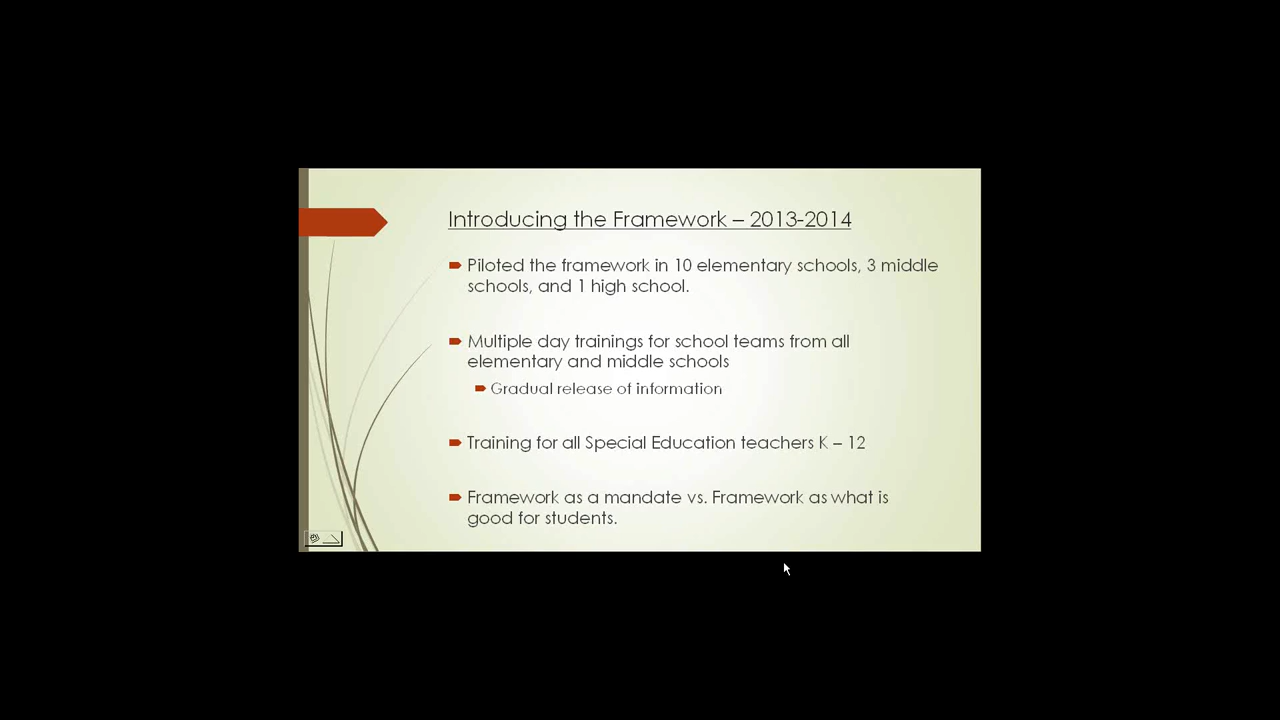 Introducing the Framework – 2013-2014
Piloted the framework in 10 elementary schools, 3 middle
schools, and 1 high school.
Multiple day trainings for school teams from all
elementary and middle schools
Gradual release of information
Training for all Special Education teachers K – 12
Framework as a mandate vs. Framework as what is
good for students.